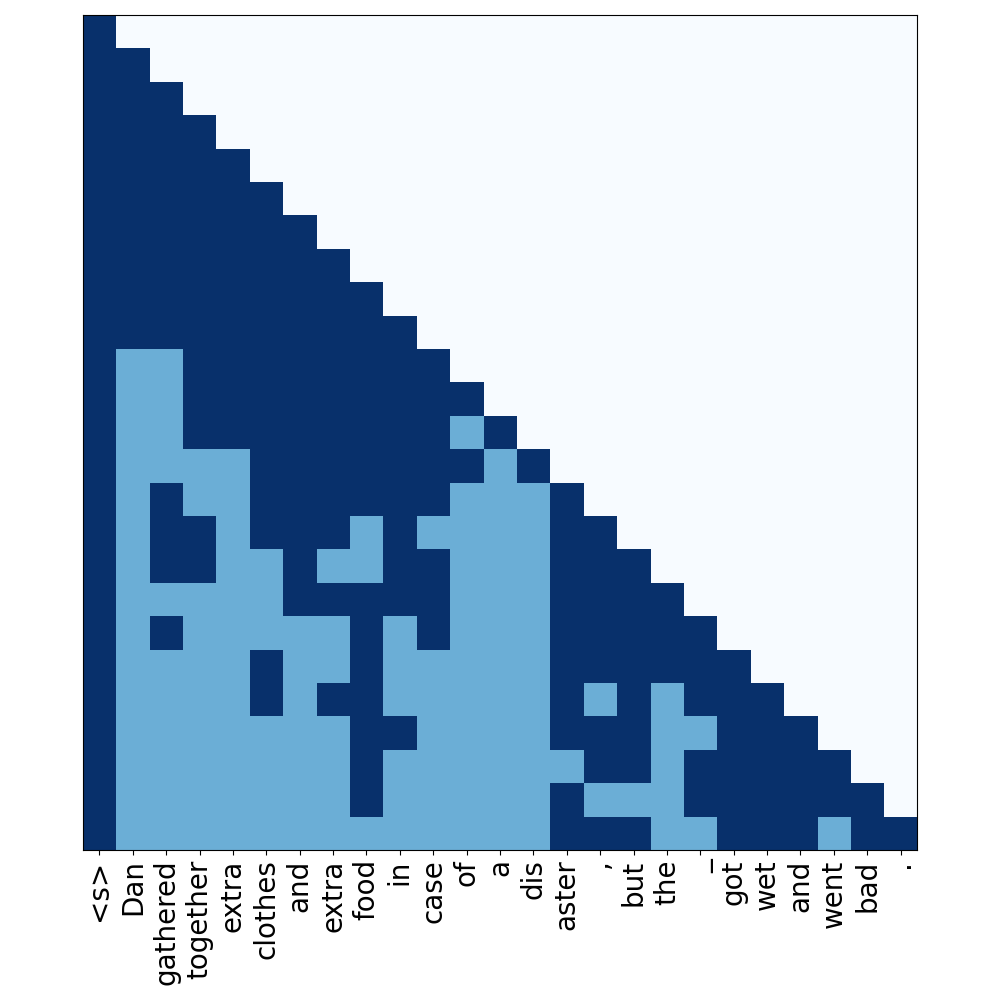 <s>
Dan
gathered
together
extra
clothes
and
extra
food
in
case
of
a
dis
aster
,
but
the
_
got
wet
and
went
bad
.